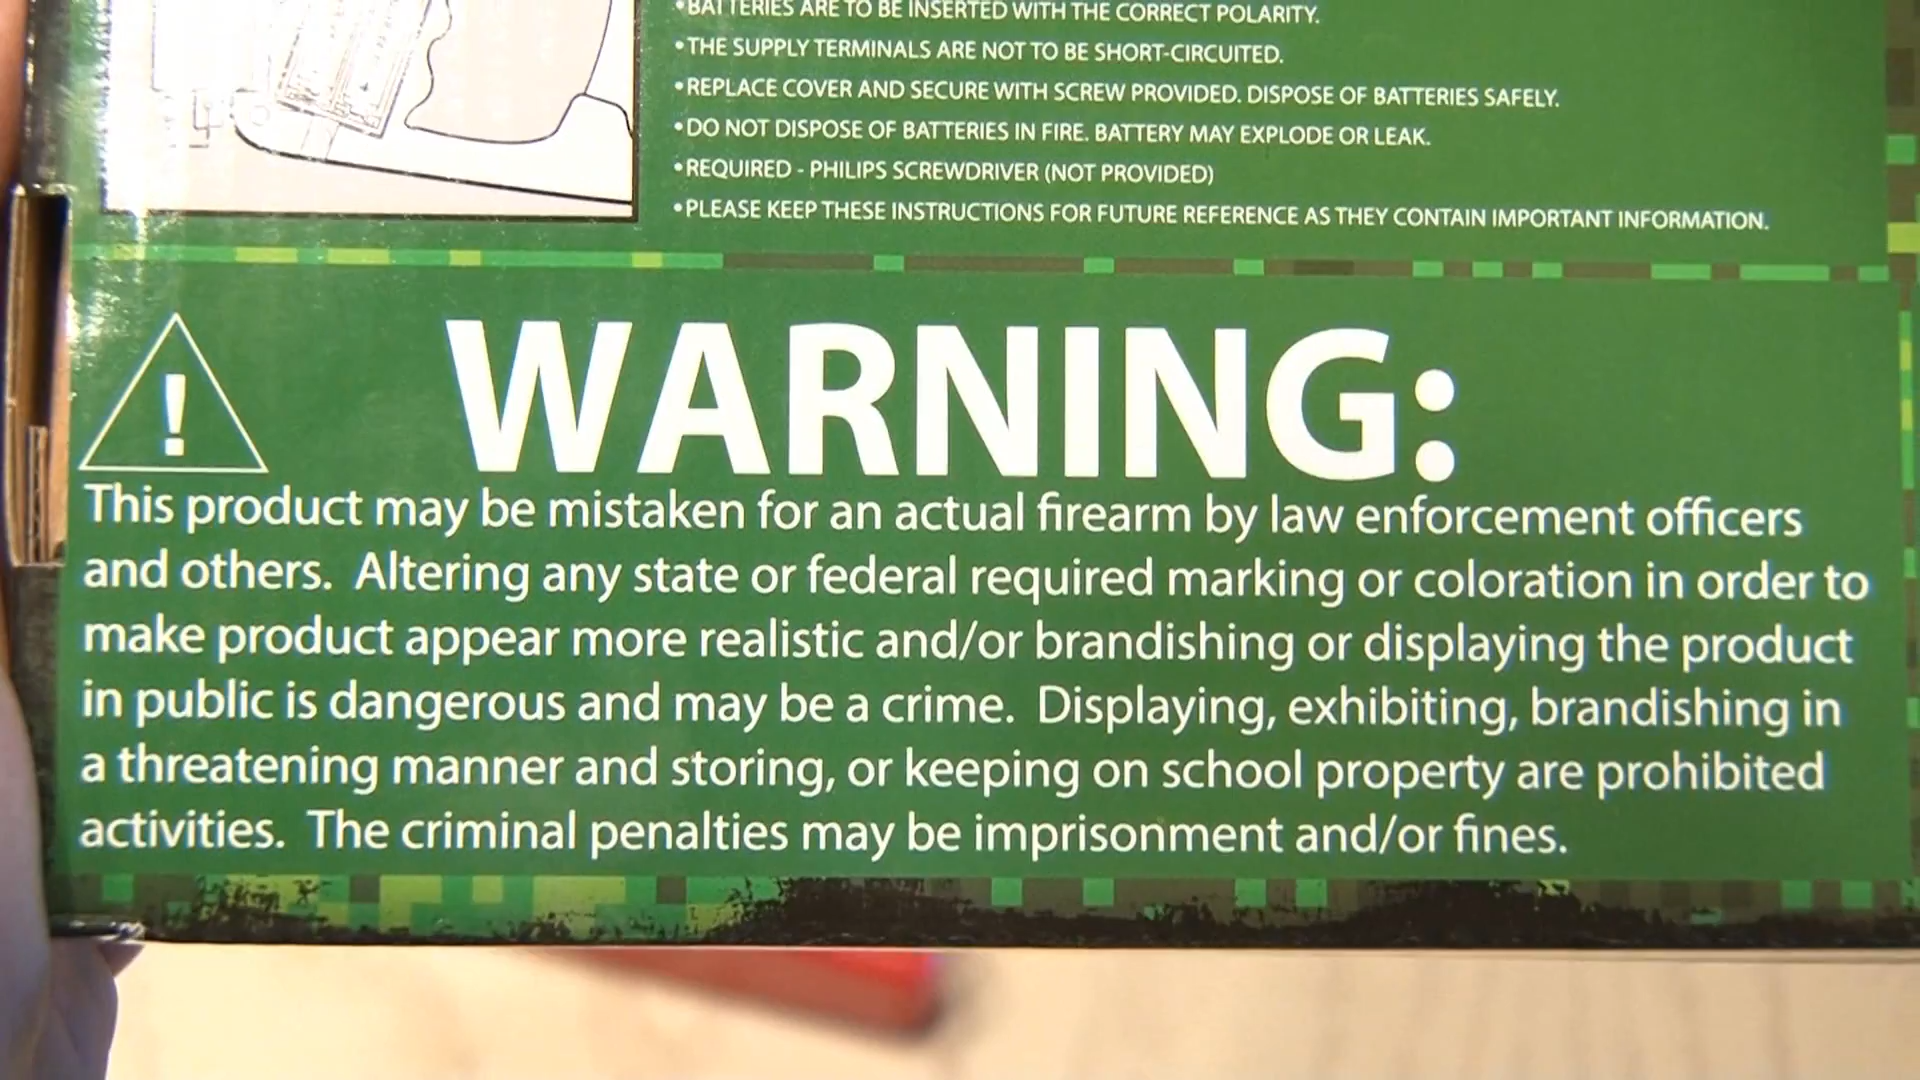 •BATTERIES ARE TO BE INSERTED WITH THE CORRECT POLARITY.
•THE SUPPLY TERMINALS ARE NOT TO BE SHORT-CIRCUITED.
•REPLACE COVER AND SECURE WITH SCREW PROVIDED. DISPOSE OF BATTERIES SAFELY.
•DO NOT DISPOSE OF BATTERIES IN FIRE. BATTERY MAY EXPLODE OR LEAK.
•REQUIRED - PHILIPS SCREWDRIVER (NOT PROVIDED)
•PLEASE KEEP THESE INSTRUCTIONS FOR FUTURE REFERENCE AS THEY CONTAIN IMPORTANT INFORMATION.
! WARNING:
This product may be mistaken for an actual firearm by law enforcement officers
and others. Altering any state or federal required marking or coloration in order to
make product appear more realistic and/or brandishing or displaying the product
in public is dangerous and may be a crime. Displaying, exhibiting, brandishing in
a threatening manner and storing, or keeping on school property are prohibited
activities. The criminal penalties may be imprisonment and/or fines.